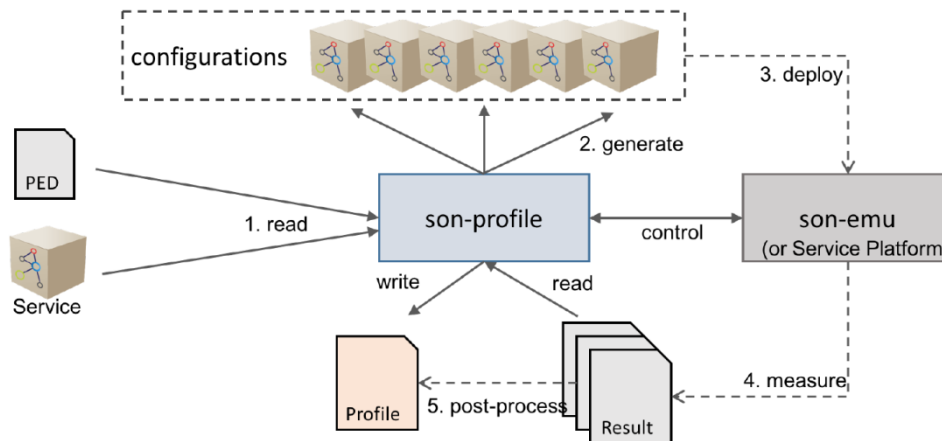 configurations
3. deploy
2. generate
PED
1. read
son-profile
control
son-emu
(or Service Platform
Service
write
read
Profile
5. post-process
Result
4. measure